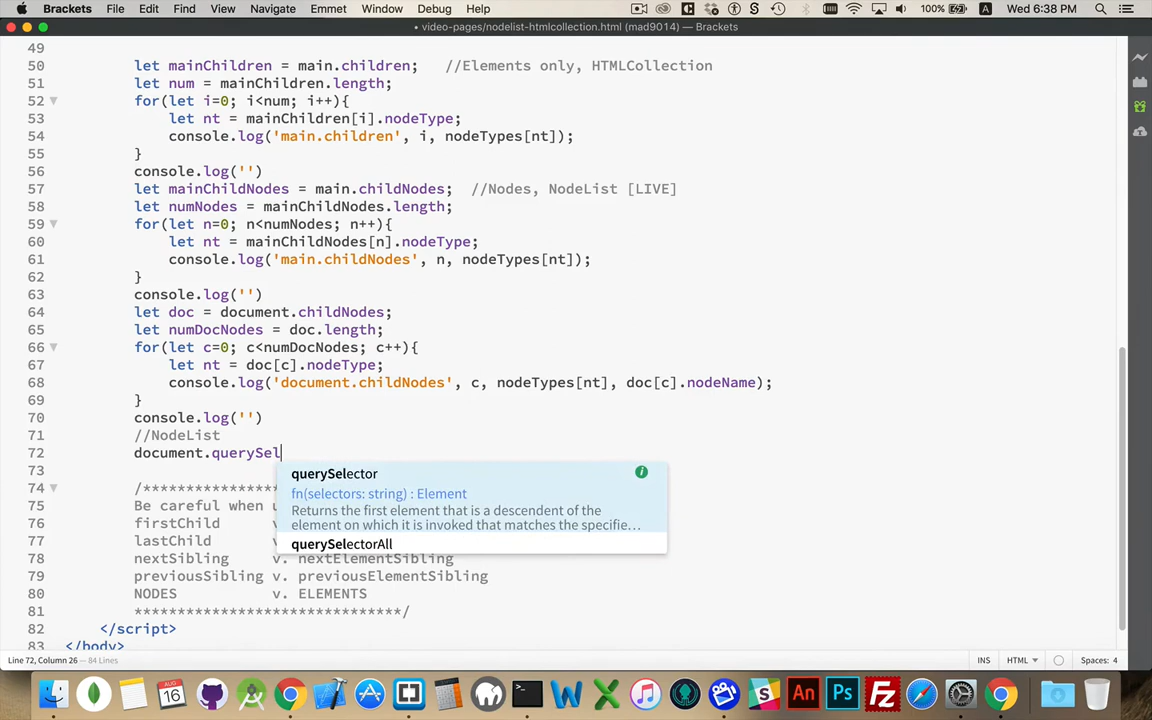 Brackets File Edit Find View Navigate Emmet Window Debug Help 100% A Wed 6:38 PM
• video-pages/nodelist-htmlcollection.html (mad9014) — Brackets
49
50 let mainChildren = main.children; //Elements only, HTMLCollection
51 let num = mainChildren.length;
52 for(let i=0; i<num; i++){
53 let nt = mainChildren[i].nodeType;
54 console.log('main.children', i, nodeTypes[nt]);
55 }
56 console.log('')
57 let mainChildNodes = main.childNodes; //Nodes, NodeList [LIVE]
58 let numNodes = mainChildNodes.length;
59 for(let n=0; n<numNodes; n++){
60 let nt = mainChildNodes[n].nodeType;
61 console.log('main.childNodes', n, nodeTypes[nt]);
62 }
63 console.log('')
64 let doc = document.childNodes;
65 let numDocNodes = doc.length;
66 for(let c=0; c<numDocNodes; c++){
67 let nt = doc[c].nodeType;
68 console.log('document.childNodes', c, nodeTypes[nt], doc[c].nodeName);
69 }
70 console.log('')
71 //NodeList
72 document.querySel
73 querySelector
74 /****************
fn(selectors: string) : Element
75 Be careful when
Returns the first element that is a descendent of the
76 firstChild
element on which it is invoked that matches the specifie…
77 lastChild
querySelectorAll
78 nextSibling v. nextElementSibling
79 previousSibling v. previousElementSibling
80 NODES v. ELEMENTS
81 *******************************/
82 </script>
83 </body>
Line 72, Column 26 — 84 Lines INS HTML Spaces: 4
AUG
16
W X S An Ps Fz